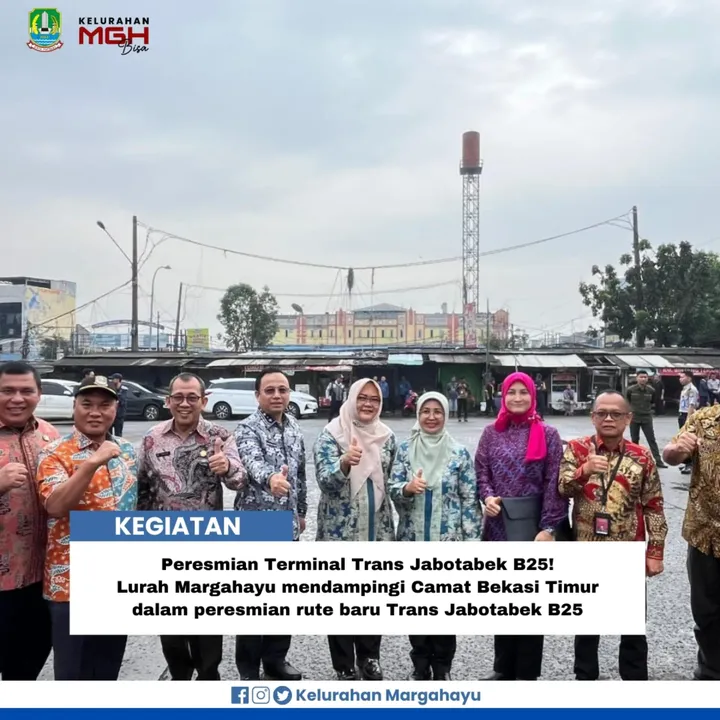 KELURAHAN
MGH
Bisa
KEGIATAN
Peresmian Terminal Trans Jabotabek B25!
Lurah Margahayu mendampingi Camat Bekasi Timur
dalam peresmian rute baru Trans Jabotabek B25
Kelurahan Margahayu